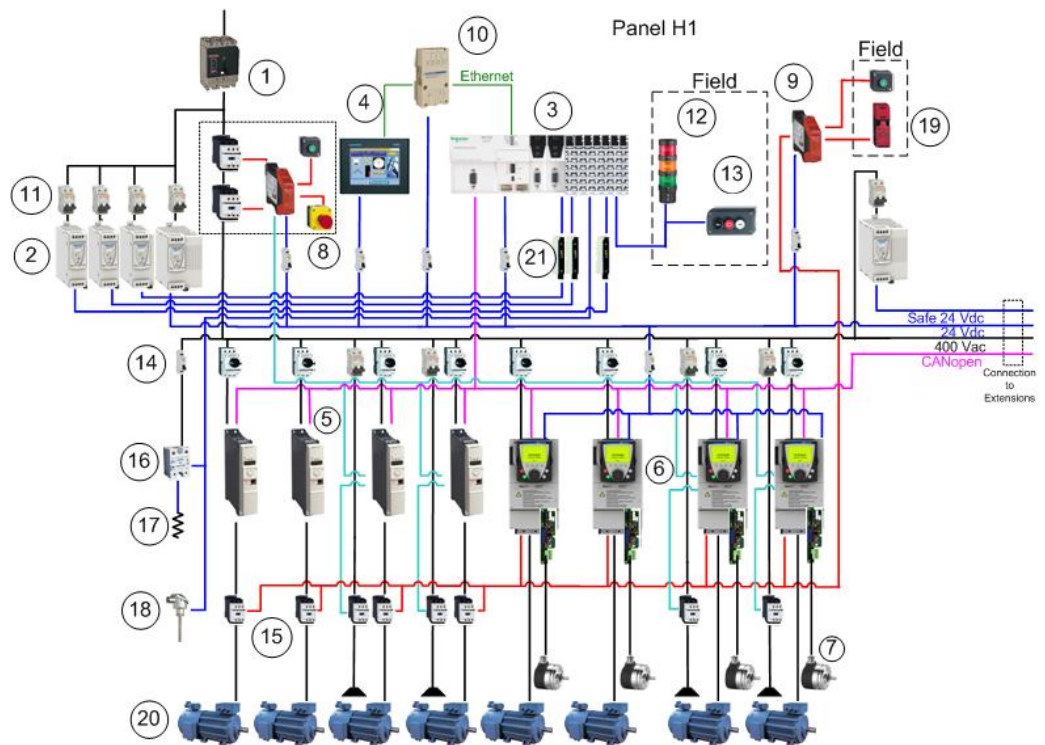 Panel H1
10
1
Ethernet
Field
Field
4
3
12
9
19
13
11
2
8
21
Safe 24 Vdc
24 Vdc
400 Vac
CANopen
Connection
to
Extensions
14
5
16
6
17
18
15
7
20